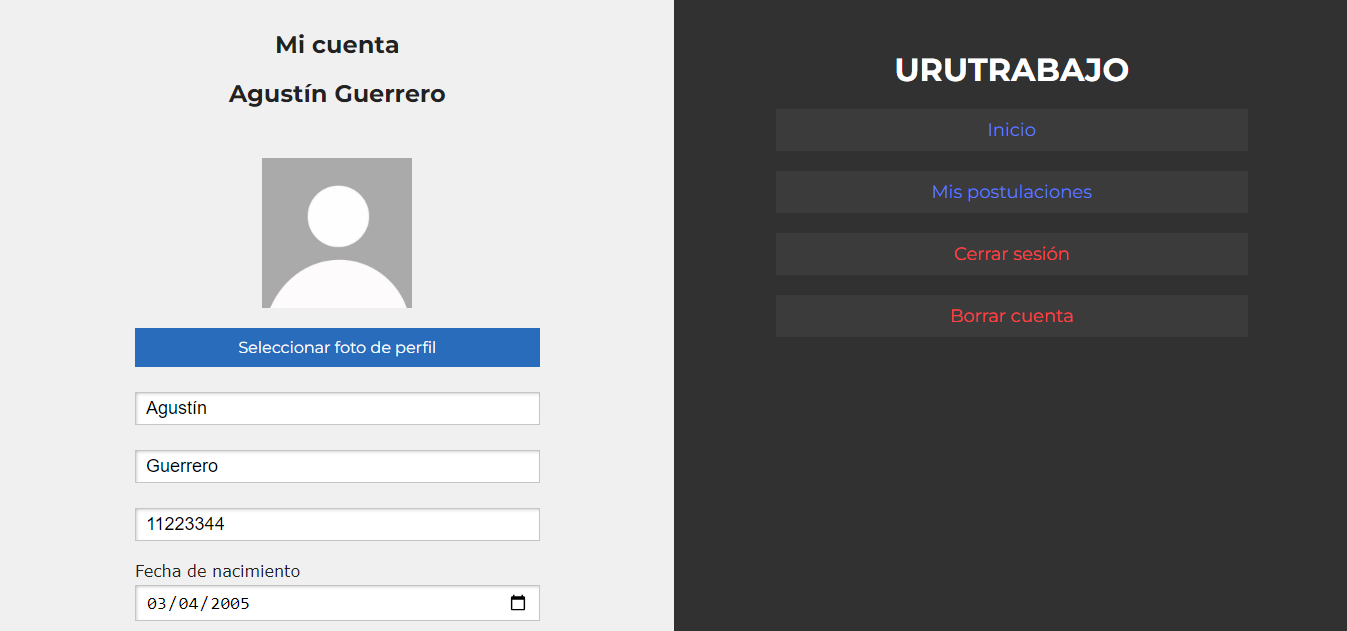 Mi cuenta
Agustín Guerrero
Seleccionar foto de perfil
Agustín
Guerrero
11223344
Fecha de nacimiento
03/04/2005
URUTRABAJO
Inicio
Mis postulaciones
Cerrar sesión
Borrar cuenta